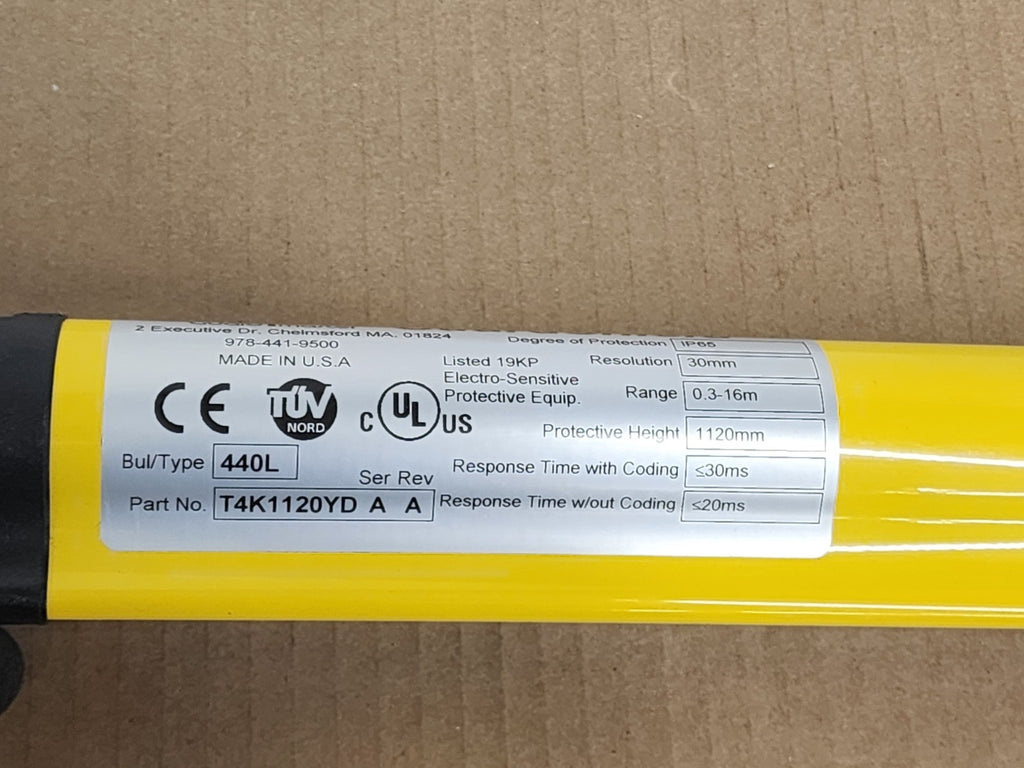 2 Executive Dr. Chelmsford MA. 01824
978-441-9500
MADE IN U.S.A
CE
TÜV
NORD
C UL US
Listed 19KP
Electro-Sensitive
Protective Equip.
Bul/Type 440L
Ser Rev
Part No. T4K1120YD A A
Degree of Protection IP65
Resolution 30mm
Range 0.3-16m
Protective Height 1120mm
Response Time with Coding ≤30ms
Response Time w/out Coding ≤20ms